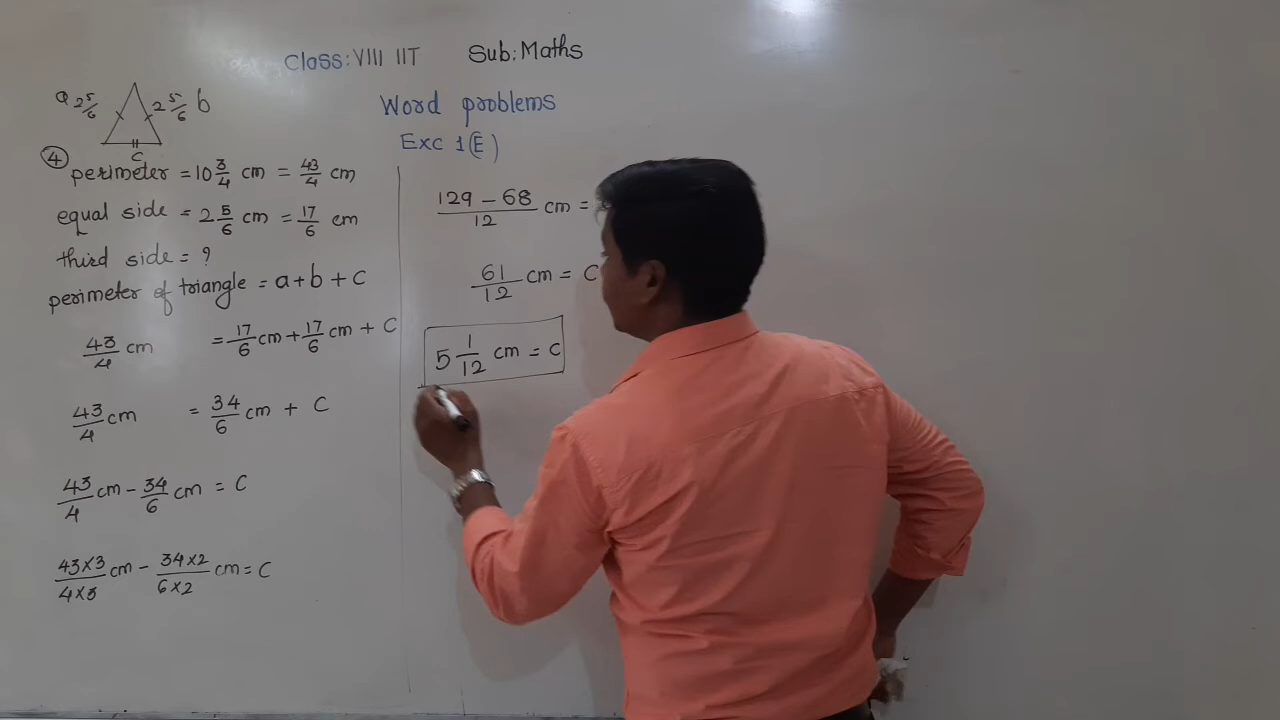 Class: VIII IIT Sub: Maths
Word problems
Exc 1(E)
a 2 5/6 2 5/6 b
c
④ perimeter = 10 3/4 cm = 43/4 cm
equal side = 2 5/6 cm = 17/6 cm
third side = ?
perimeter of triangle = a + b + c
43/4 cm = 17/6 cm + 17/6 cm + C
43/4 cm = 34/6 cm + C
43/4 cm - 34/6 cm = C
43×3/4×3 cm - 34×2/6×2 cm = C
129 - 68/12 cm =
61/12 cm = C
5 1/12 cm = C